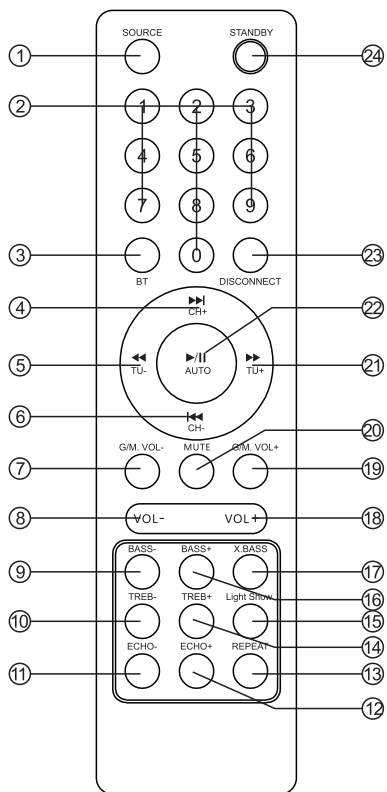 SOURCE STANDBY
1 24
2 1 2 3
4 5 6
7 8 9
3 0 23
BT DISCONNECT
4 CH+
22
5 TU- AUTO TU+ 21
6 CH-
20
G/M. VOL- MUTE G/M. VOL+
7 19
8 VOL- VOL+ 18
BASS- BASS+ X.BASS
9 17
16
TREB- TREB+ Light Show
10 15
14
ECHO- ECHO+ REPEAT
11 13
12